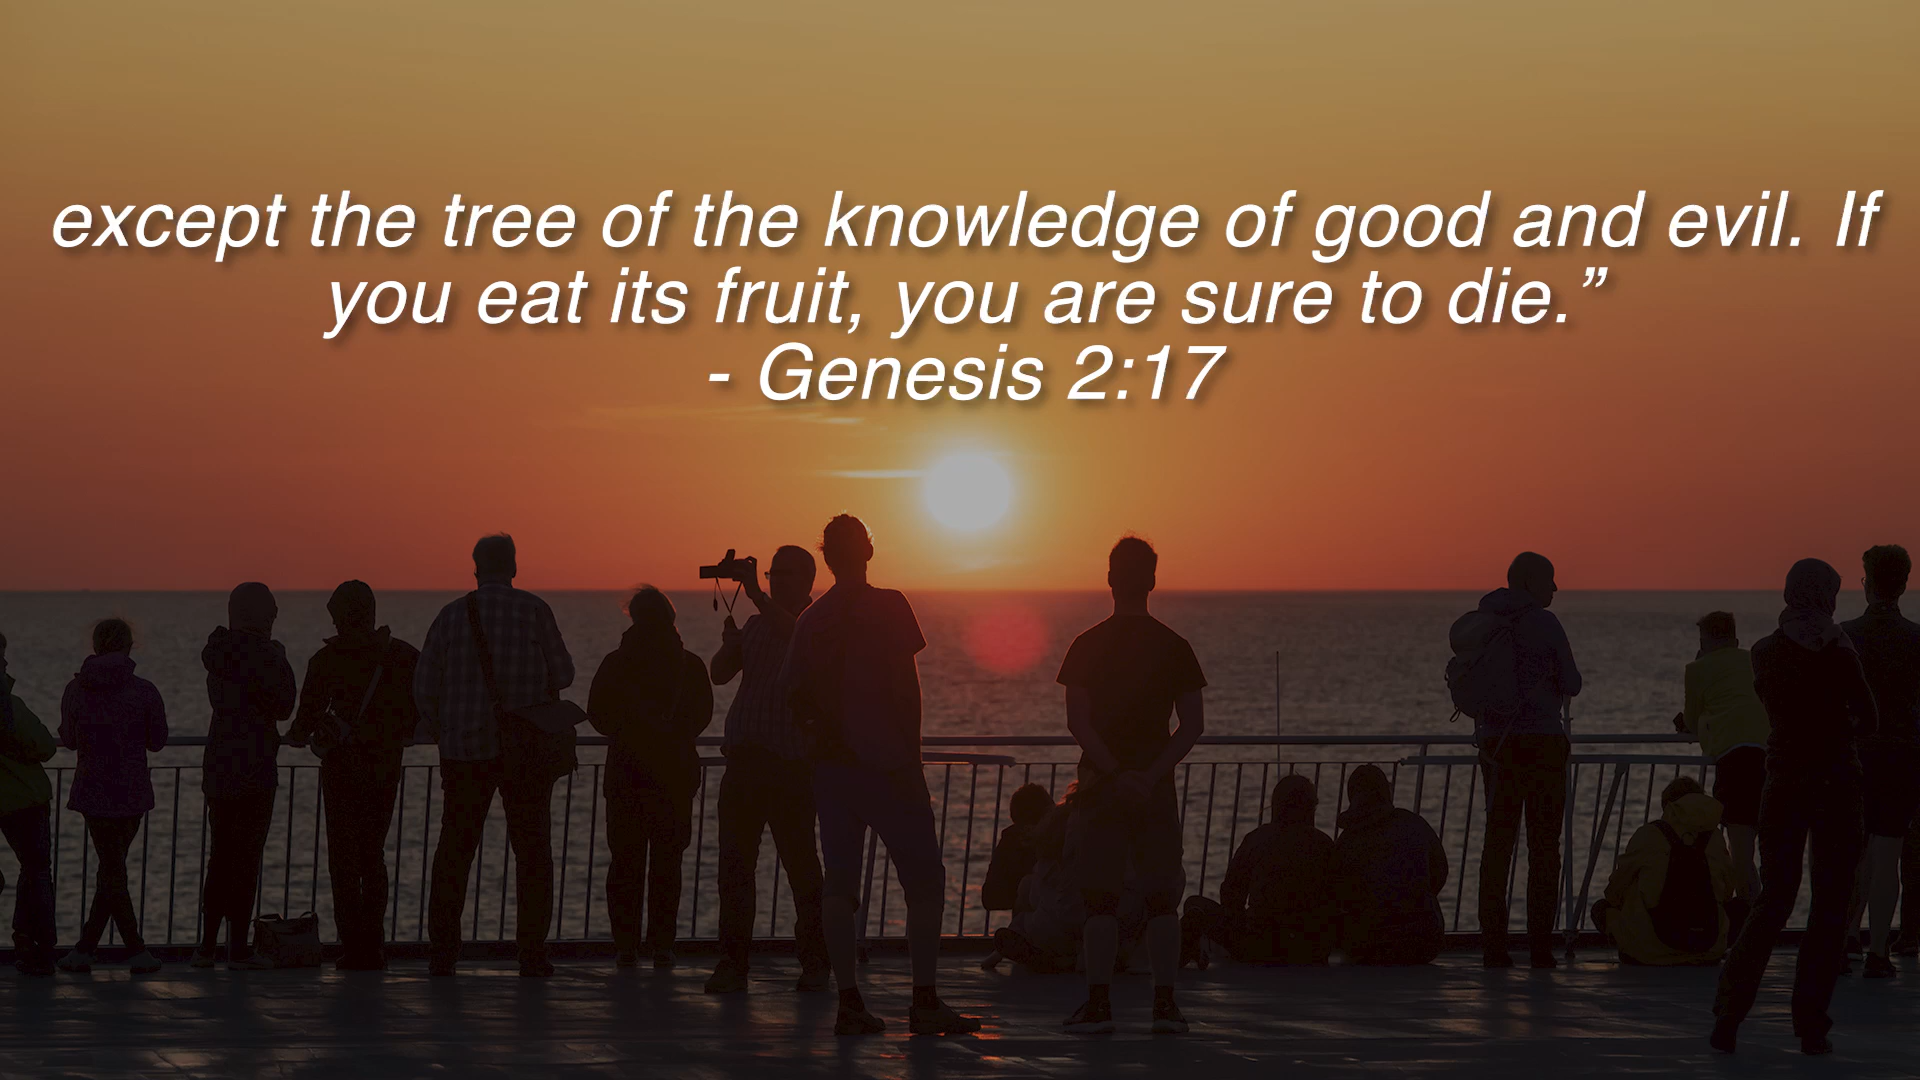 except the tree of the knowledge of good and evil. If
you eat its fruit, you are sure to die.”
- Genesis 2:17